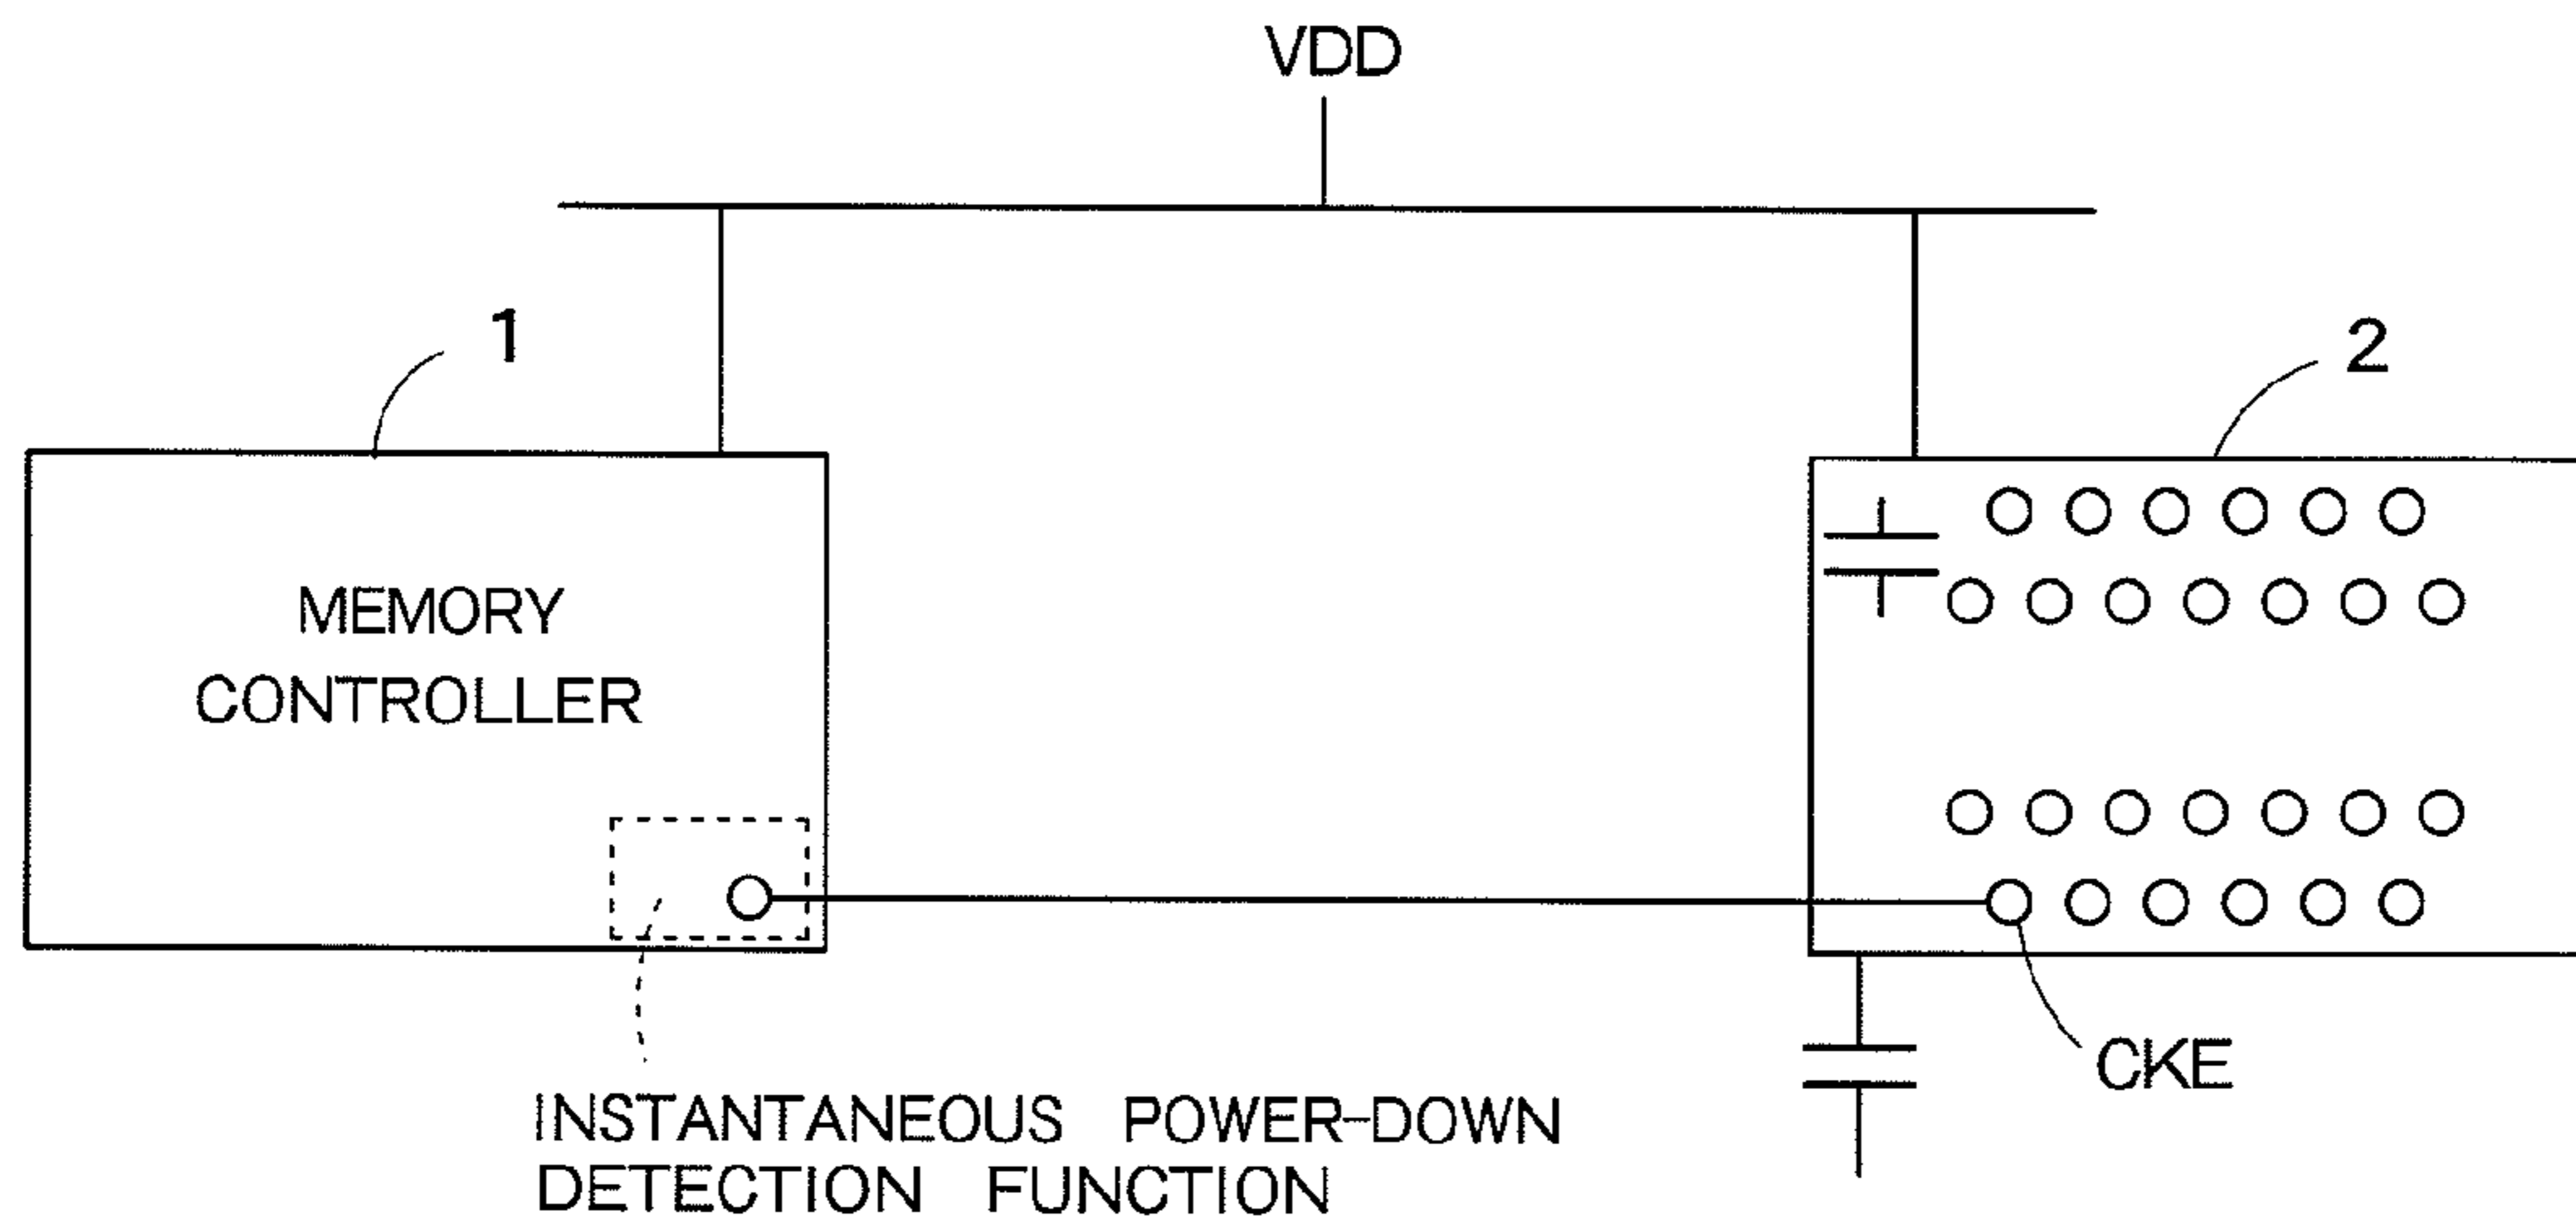 VDD
1
2
MEMORY
CONTROLLER
CKE
INSTANTANEOUS POWER-DOWN
DETECTION FUNCTION